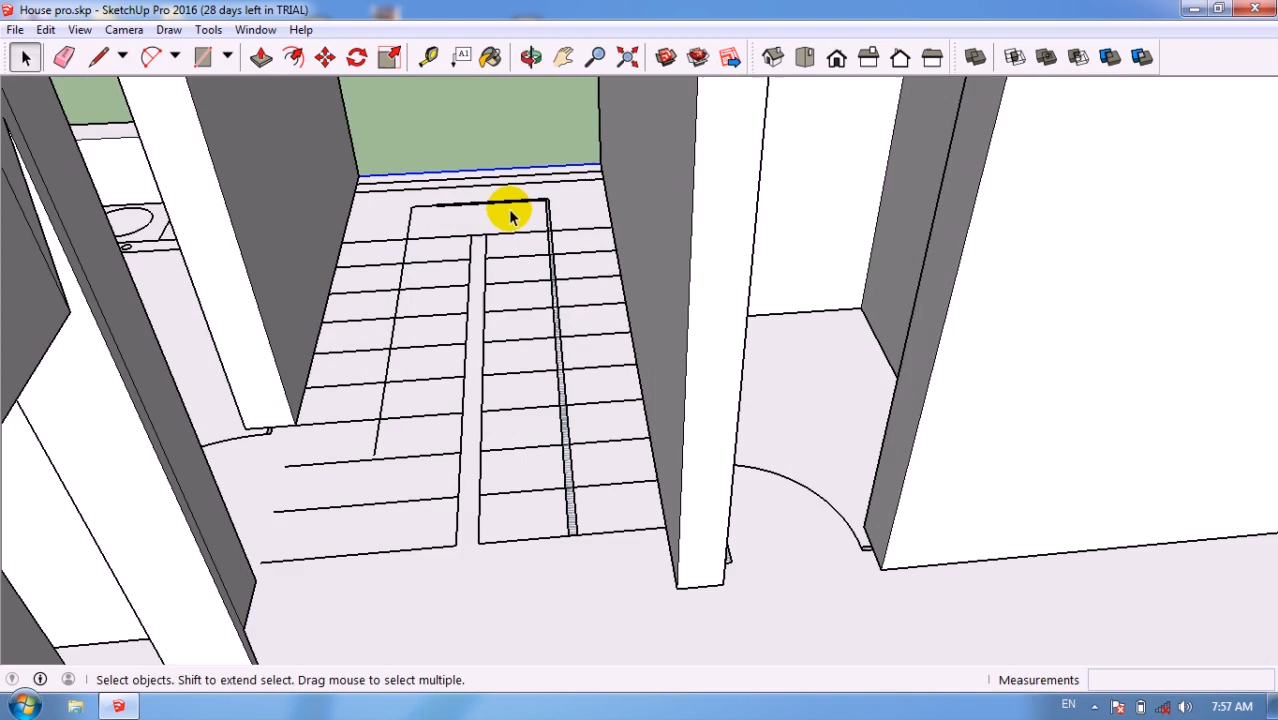 House pro.skp - SketchUp Pro 2016 (28 days left in TRIAL)
File Edit View Camera Draw Tools Window Help
A1
Select objects. Shift to extend select. Drag mouse to select multiple.
Measurements
EN
7:57 AM